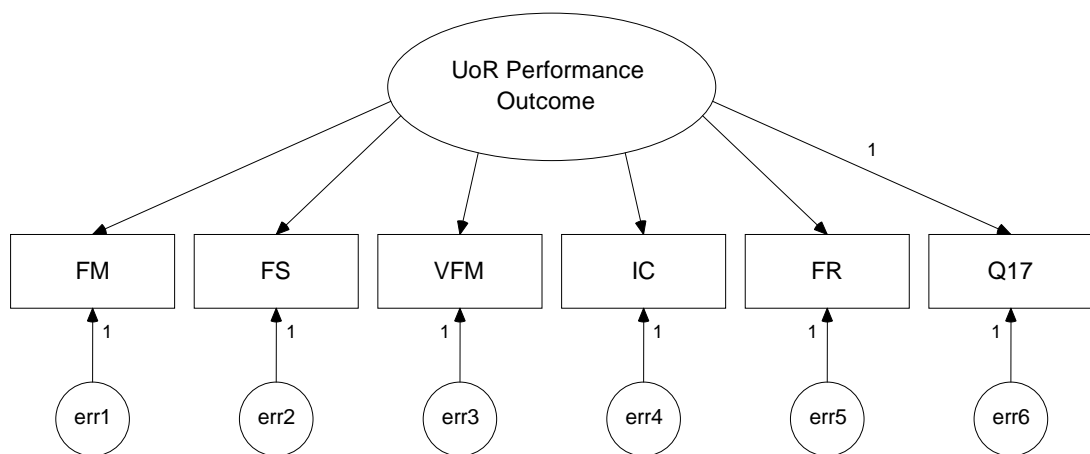 UoR Performance
Outcome
1
FM
FS
VFM
IC
FR
Q17
1
1
1
1
1
1
err1
err2
err3
err4
err5
err6